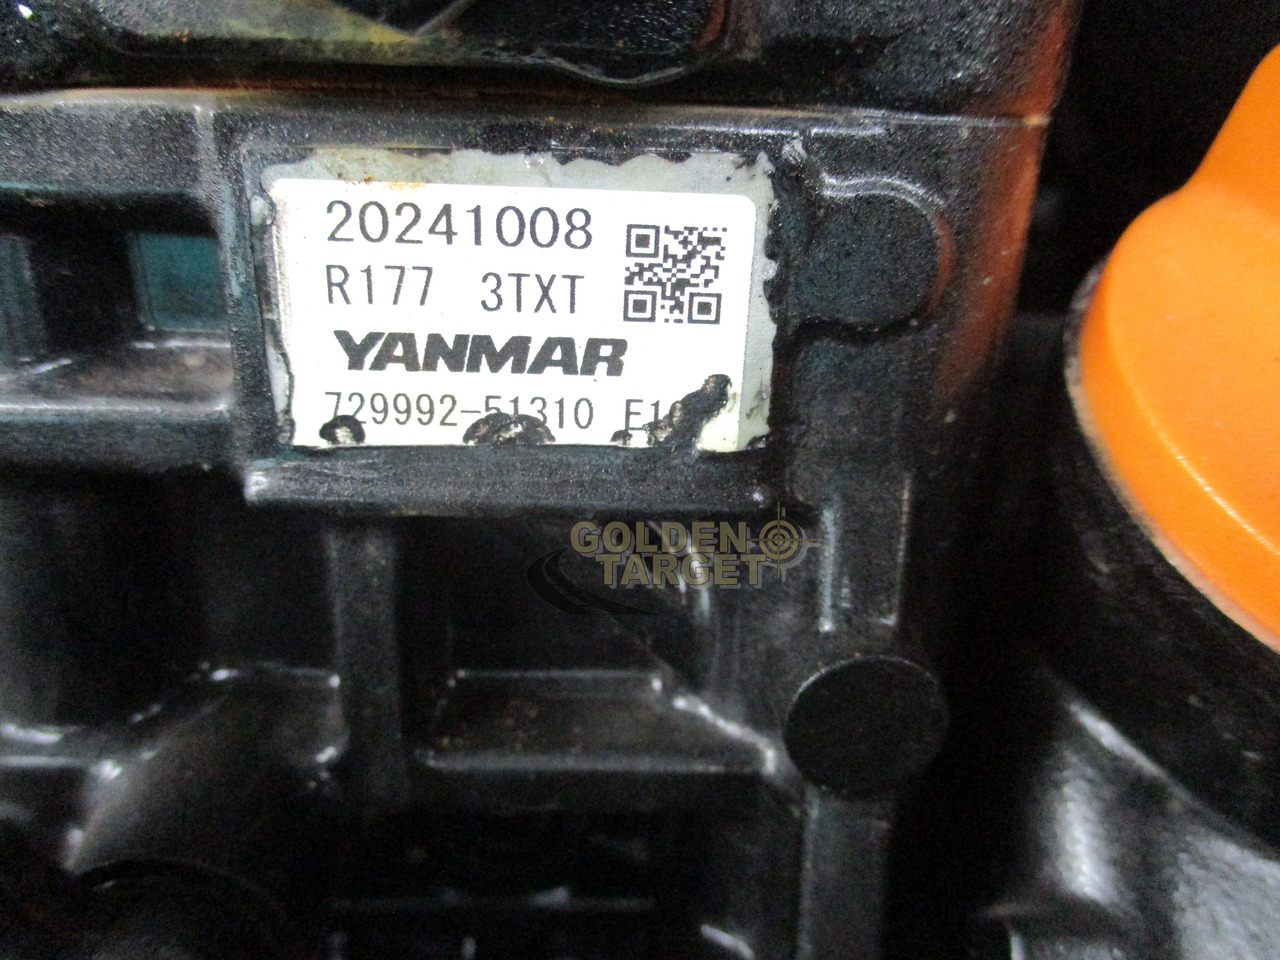 20241008
R177 3TXT
YANMAR
729992-51310
GOLDEN
TARGET